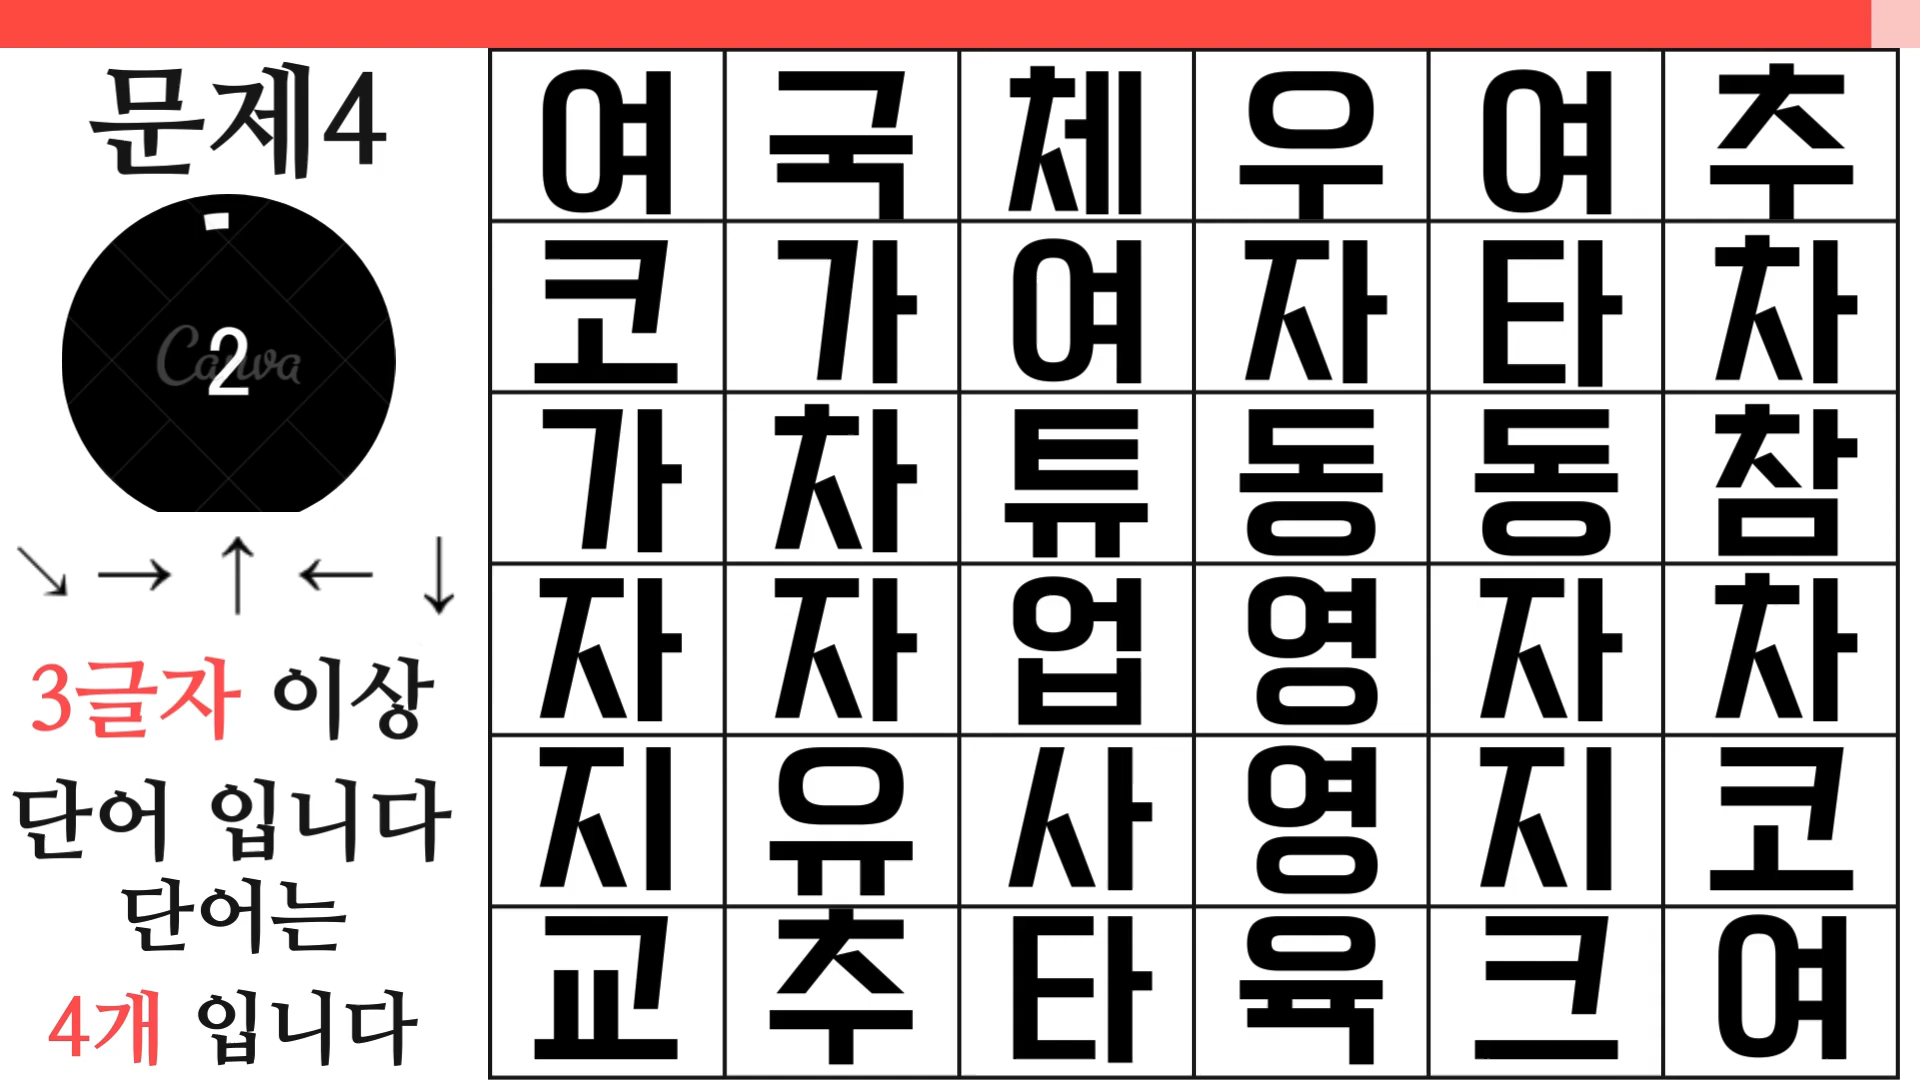 문제4
Canva
2
↘ → ↑ ← ↓
3글자 이상
단어 입니다
단어는
4개 입니다
여 국 체 우 여 추
코 가 여 자 타 차
가 차 튜 동 동 참
자 자 업 영 자 차
지 유 사 영 지 코
교 추 타 육 크 여